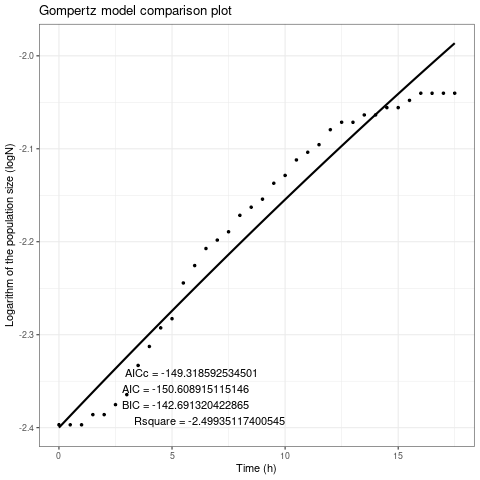 Gompertz model comparison plot
Logarithm of the population size (logN)
-2.0
-2.1
-2.2
-2.3
-2.4
AICc = -149.318592534501
AIC = -150.608915115146
BIC = -142.691320422865
Rsquare = -2.49935117400545
0 5 10 15
Time (h)